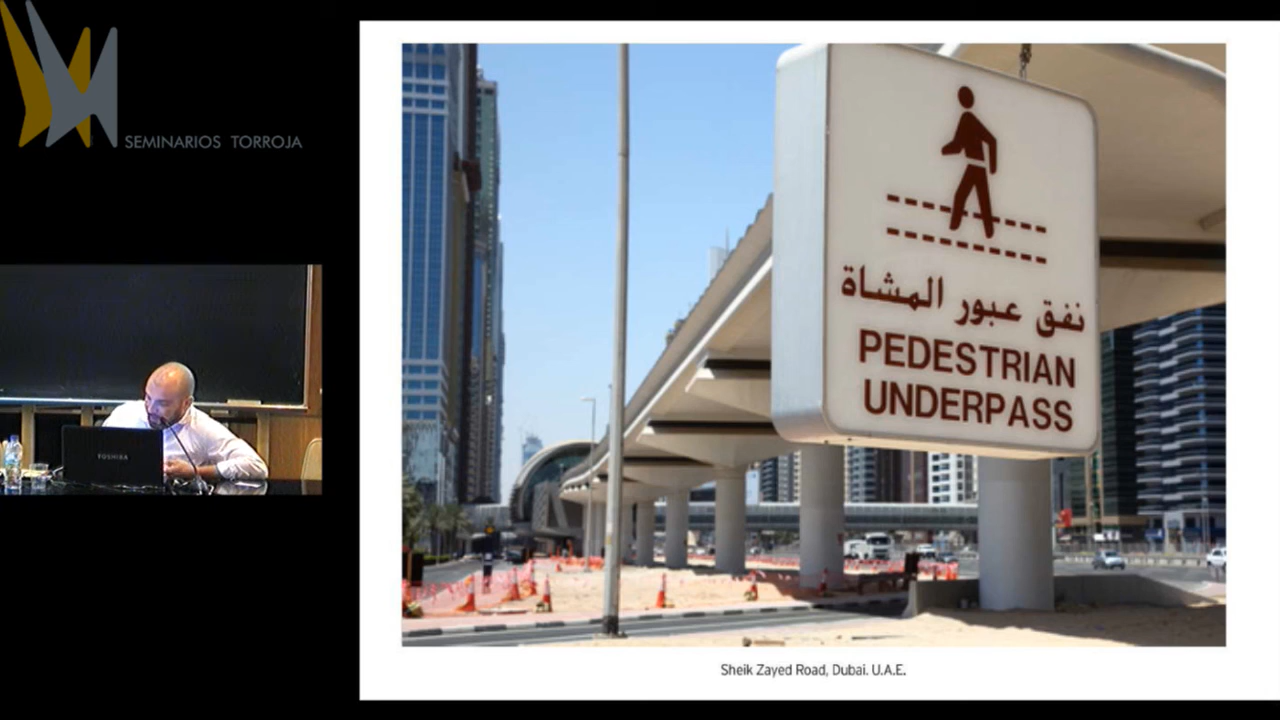 SEMINARIOS TORROJA
TOSHIBA
نفق عبور المشاة
PEDESTRIAN
UNDERPASS
Sheik Zayed Road, Dubai. U.A.E.